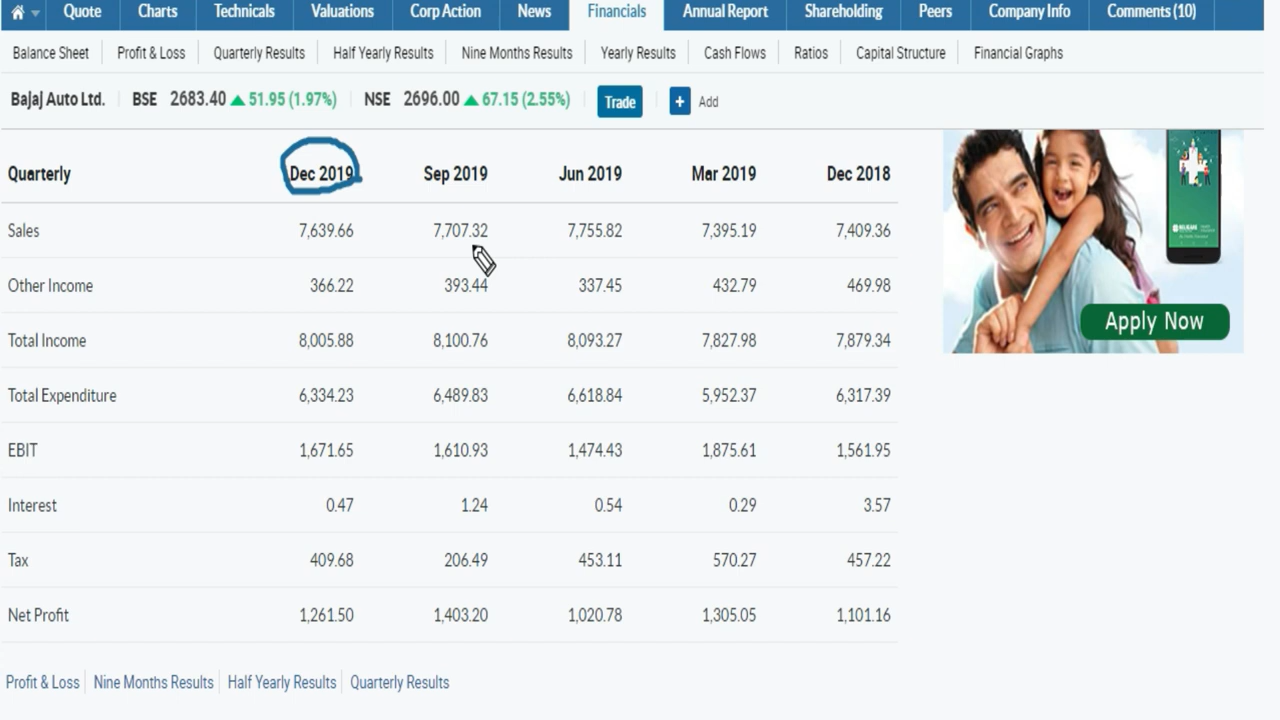 Quote Charts Technicals Valuations Corp Action News Financials Annual Report Shareholding Peers Company Info Comments (10)
Balance Sheet Profit & Loss Quarterly Results Half Yearly Results Nine Months Results Yearly Results Cash Flows Ratios Capital Structure Financial Graphs
Bajaj Auto Ltd. BSE 2683.40 51.95 (1.97%) NSE 2696.00 67.15 (2.55%) Trade + Add
Quarterly Dec 2019 Sep 2019 Jun 2019 Mar 2019 Dec 2018
Sales 7,639.66 7,707.32 7,755.82 7,395.19 7,409.36
Other Income 366.22 393.44 337.45 432.79 469.98
Total Income 8,005.88 8,100.76 8,093.27 7,827.98 7,879.34
Total Expenditure 6,334.23 6,489.83 6,618.84 5,952.37 6,317.39
EBIT 1,671.65 1,610.93 1,474.43 1,875.61 1,561.95
Interest 0.47 1.24 0.54 0.29 3.57
Tax 409.68 206.49 453.11 570.27 457.22
Net Profit 1,261.50 1,403.20 1,020.78 1,305.05 1,101.16
Apply Now
Profit & Loss Nine Months Results Half Yearly Results Quarterly Results